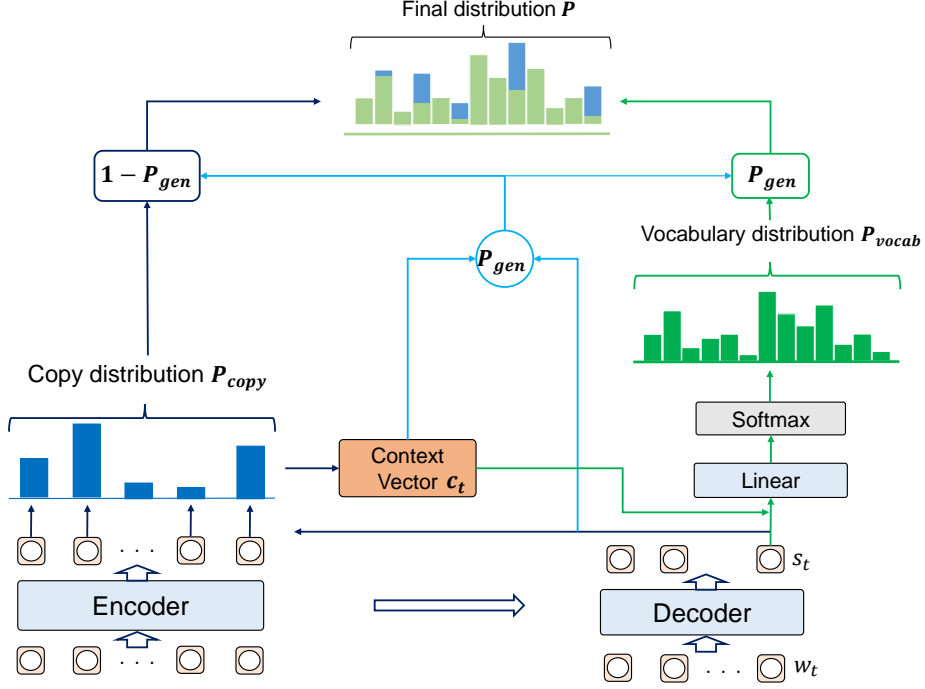 Final distribution P
1 − P_gen
P_gen
P_gen
Vocabulary distribution P_vocab
Copy distribution P_copy
Softmax
Context
Vector c_t
Linear
. . .
s_t
Encoder
Decoder
. . .
. . .
w_t